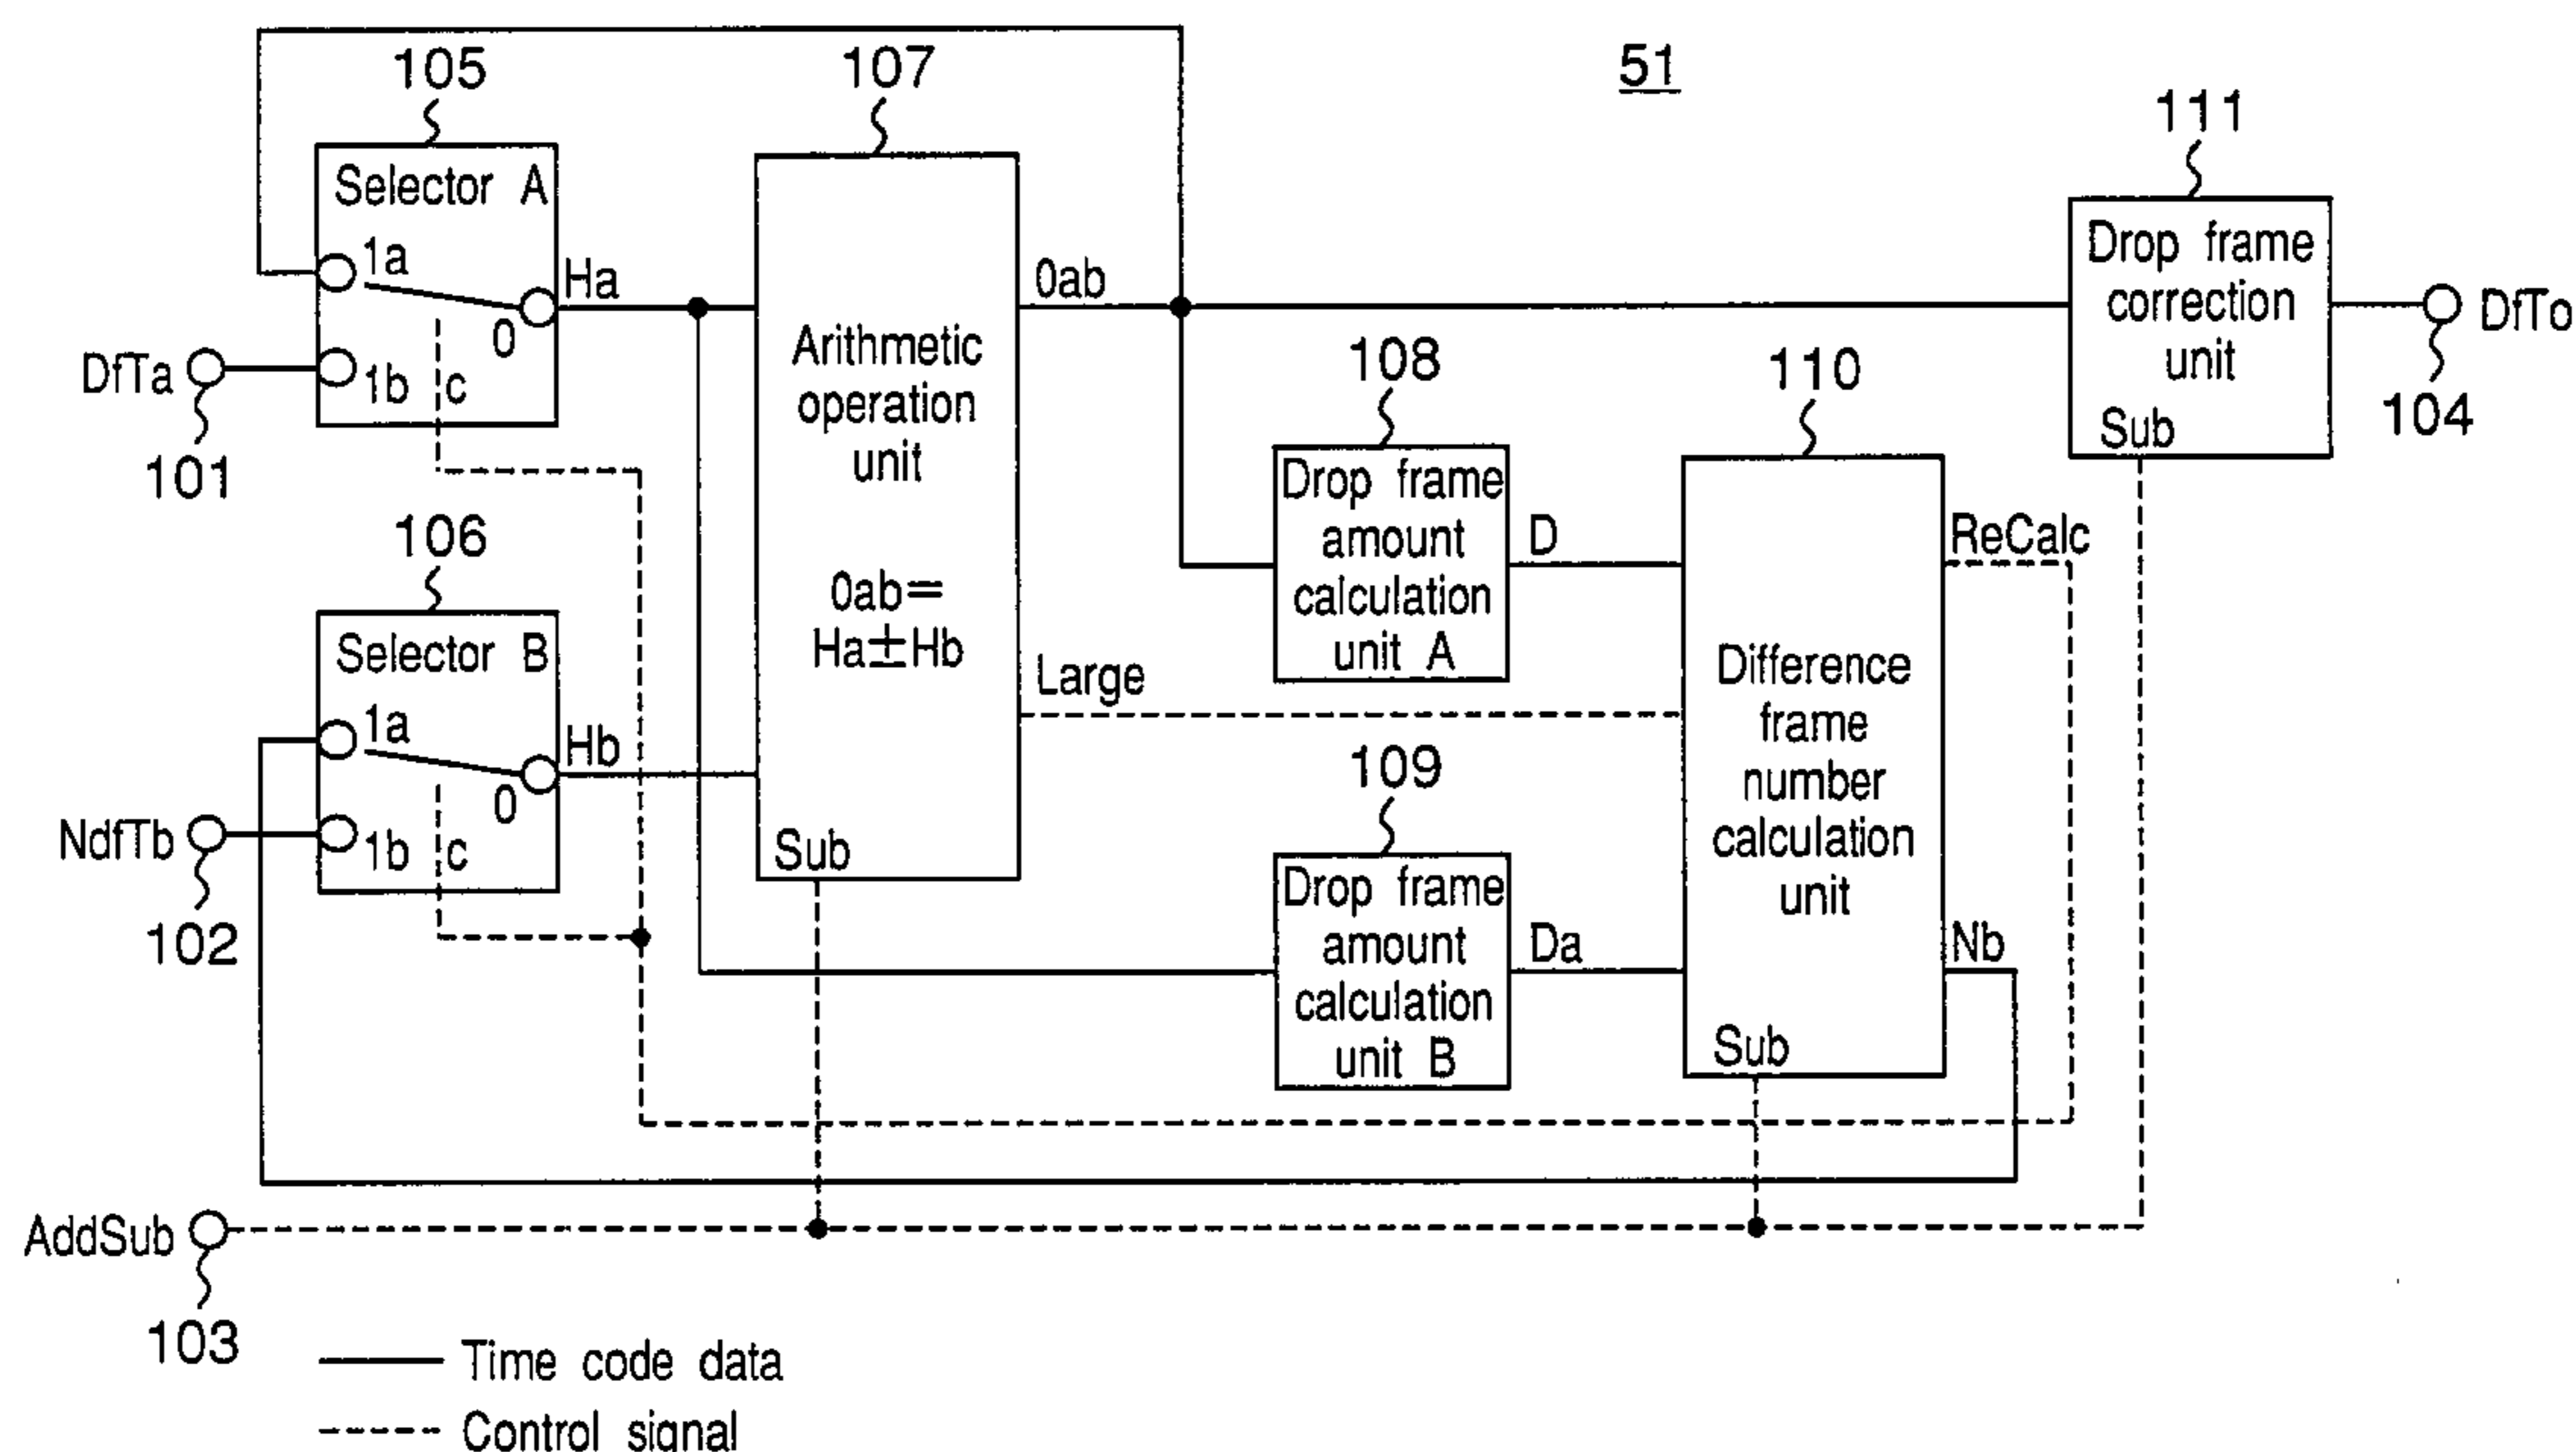 51
105
107
111
Selector A
1a
Ha
0
1b
c
DfTa
101
Arithmetic
operation
unit
0ab=
Ha±Hb
Sub
0ab
Large
Drop frame
correction
unit
Sub
DfTo
104
108
Drop frame
amount
calculation
unit A
D
110
Difference
frame
number
calculation
unit
Sub
ReCalc
Nb
106
Selector B
1a
Hb
0
1b
c
NdfTb
102
109
Drop frame
amount
calculation
unit B
Da
AddSub
103
Time code data
Control signal